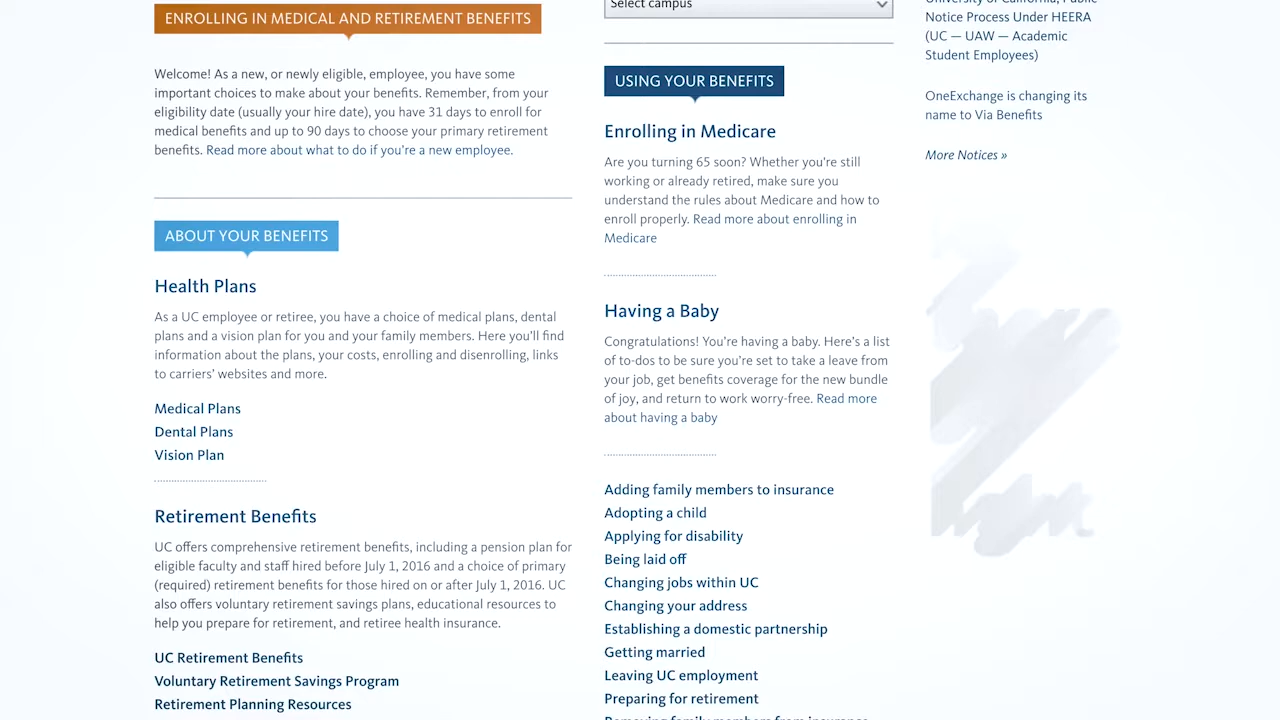 ENROLLING IN MEDICAL AND RETIREMENT BENEFITS
Welcome! As a new, or newly eligible, employee, you have some
important choices to make about your benefits. Remember, from your
eligibility date (usually your hire date), you have 31 days to enroll for
medical benefits and up to 90 days to choose your primary retirement
benefits. Read more about what to do if you're a new employee.
ABOUT YOUR BENEFITS
Health Plans
As a UC employee or retiree, you have a choice of medical plans, dental
plans and a vision plan for you and your family members. Here you'll find
information about the plans, your costs, enrolling and disenrolling, links
to carriers' websites and more.
Medical Plans
Dental Plans
Vision Plan
Retirement Benefits
UC offers comprehensive retirement benefits, including a pension plan for
eligible faculty and staff hired before July 1, 2016 and a choice of primary
(required) retirement benefits for those hired on or after July 1, 2016. UC
also offers voluntary retirement savings plans, educational resources to
help you prepare for retirement, and retiree health insurance.
UC Retirement Benefits
Voluntary Retirement Savings Program
Retirement Planning Resources
Select campus
USING YOUR BENEFITS
Enrolling in Medicare
Are you turning 65 soon? Whether you're still
working or already retired, make sure you
understand the rules about Medicare and how to
enroll properly. Read more about enrolling in
Medicare
Having a Baby
Congratulations! You're having a baby. Here's a list
of to-dos to be sure you're set to take a leave from
your job, get benefits coverage for the new bundle
of joy, and return to work worry-free. Read more
about having a baby
Adding family members to insurance
Adopting a child
Applying for disability
Being laid off
Changing jobs within UC
Changing your address
Establishing a domestic partnership
Getting married
Leaving UC employment
Preparing for retirement
Removing family members from insurance
University of California, Public
Notice Process Under HEERA
(UC — UAW — Academic
Student Employees)
OneExchange is changing its
name to Via Benefits
More Notices »